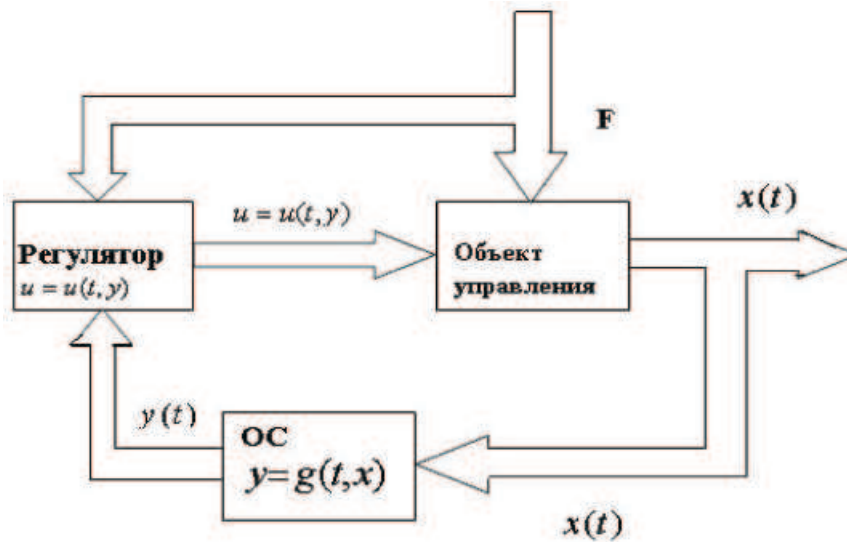 F
x(t)
u = u(t, y)
Регулятор
u = u(t, y)
Объект
управления
y(t)
ОС
y= g(t,x)
x(t)